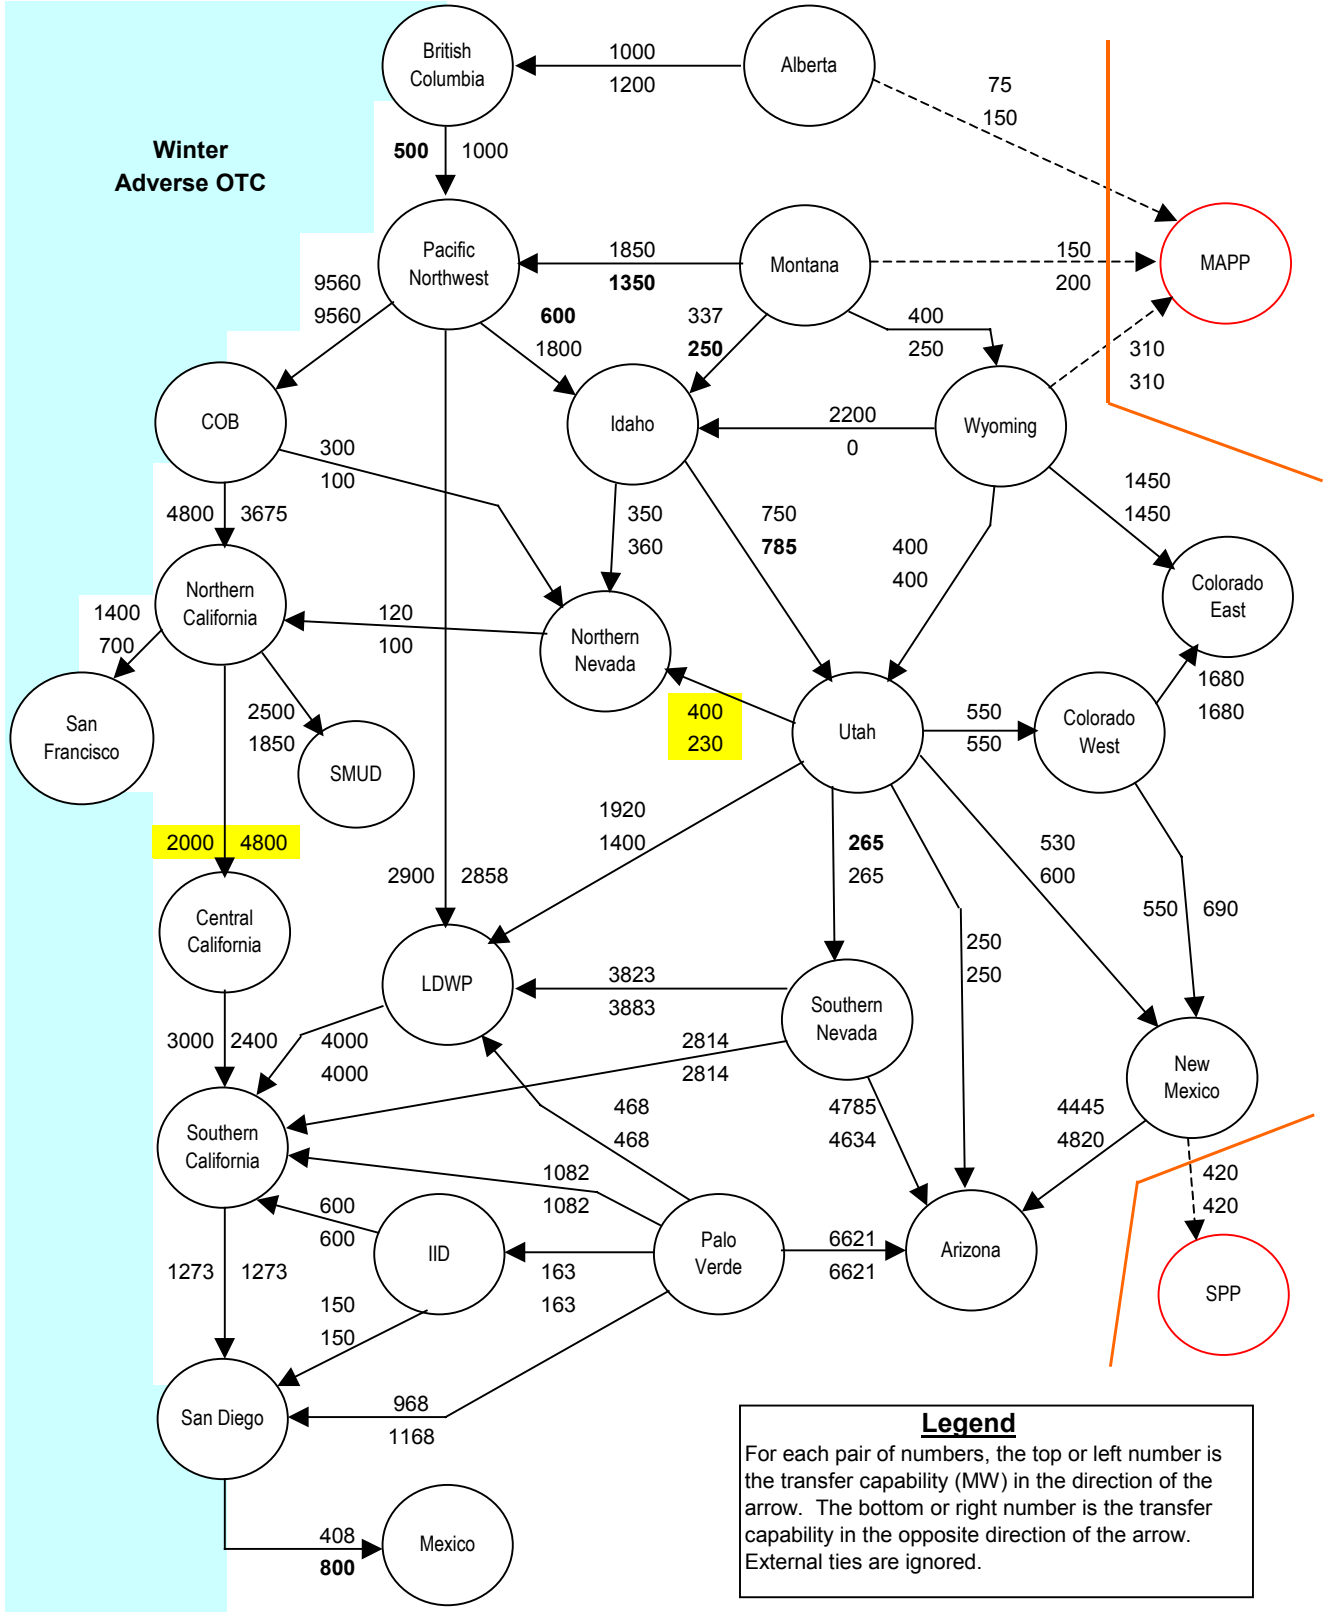 British
Columbia
1000
1200
Alberta
75
150
Winter
Adverse OTC
500 1000
Pacific
Northwest
1850
1350
Montana
150
200
MAPP
9560
9560
600
1800
337
250
400
250
310
310
COB
Idaho
2200
0
Wyoming
300
100
1450
1450
4800 3675
350
360
750
785
400
400
Northern
California
Colorado
East
1400
700
120
100
Northern
Nevada
San
Francisco
2500
1850
SMUD
400
230
Utah
550
550
Colorado
West
1680
1680
1920
1400
2000 4800
265
265
530
600
2900 2858
550 690
Central
California
250
250
LDWP
3823
3883
Southern
Nevada
3000 2400
4000
4000
2814
2814
New
Mexico
468
468
4785
4634
4445
4820
Southern
California
1082
1082
420
420
600
600
IID
Palo
Verde
6621
6621
Arizona
1273 1273
163
163
SPP
150
150
San Diego
968
1168
408
800
Mexico
Legend
For each pair of numbers, the top or left number is
the transfer capability (MW) in the direction of the
arrow. The bottom or right number is the transfer
capability in the opposite direction of the arrow.
External ties are ignored.